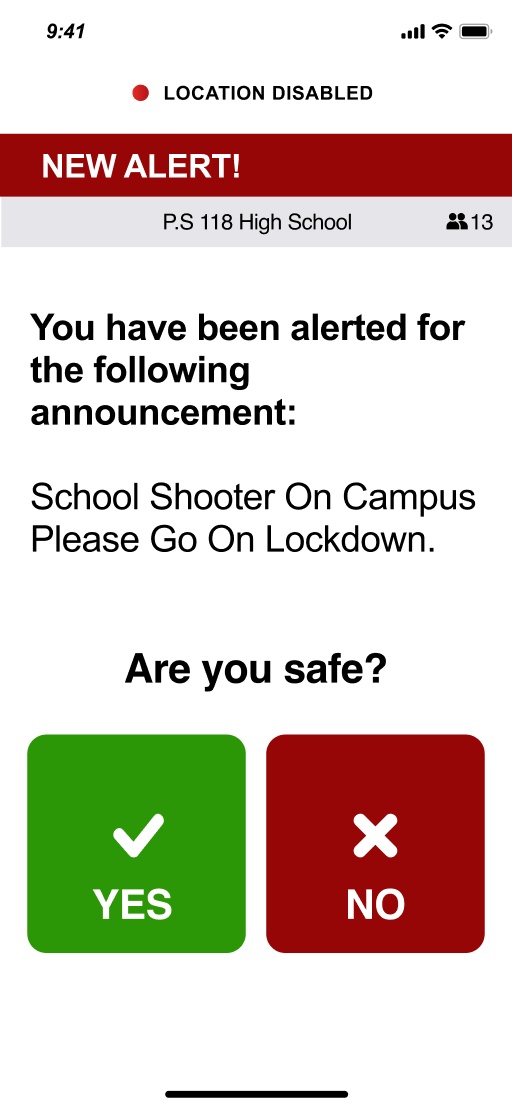 9:41
LOCATION DISABLED
NEW ALERT!
P.S 118 High School 13
You have been alerted for
the following
announcement:
School Shooter On Campus
Please Go On Lockdown.
Are you safe?
YES NO